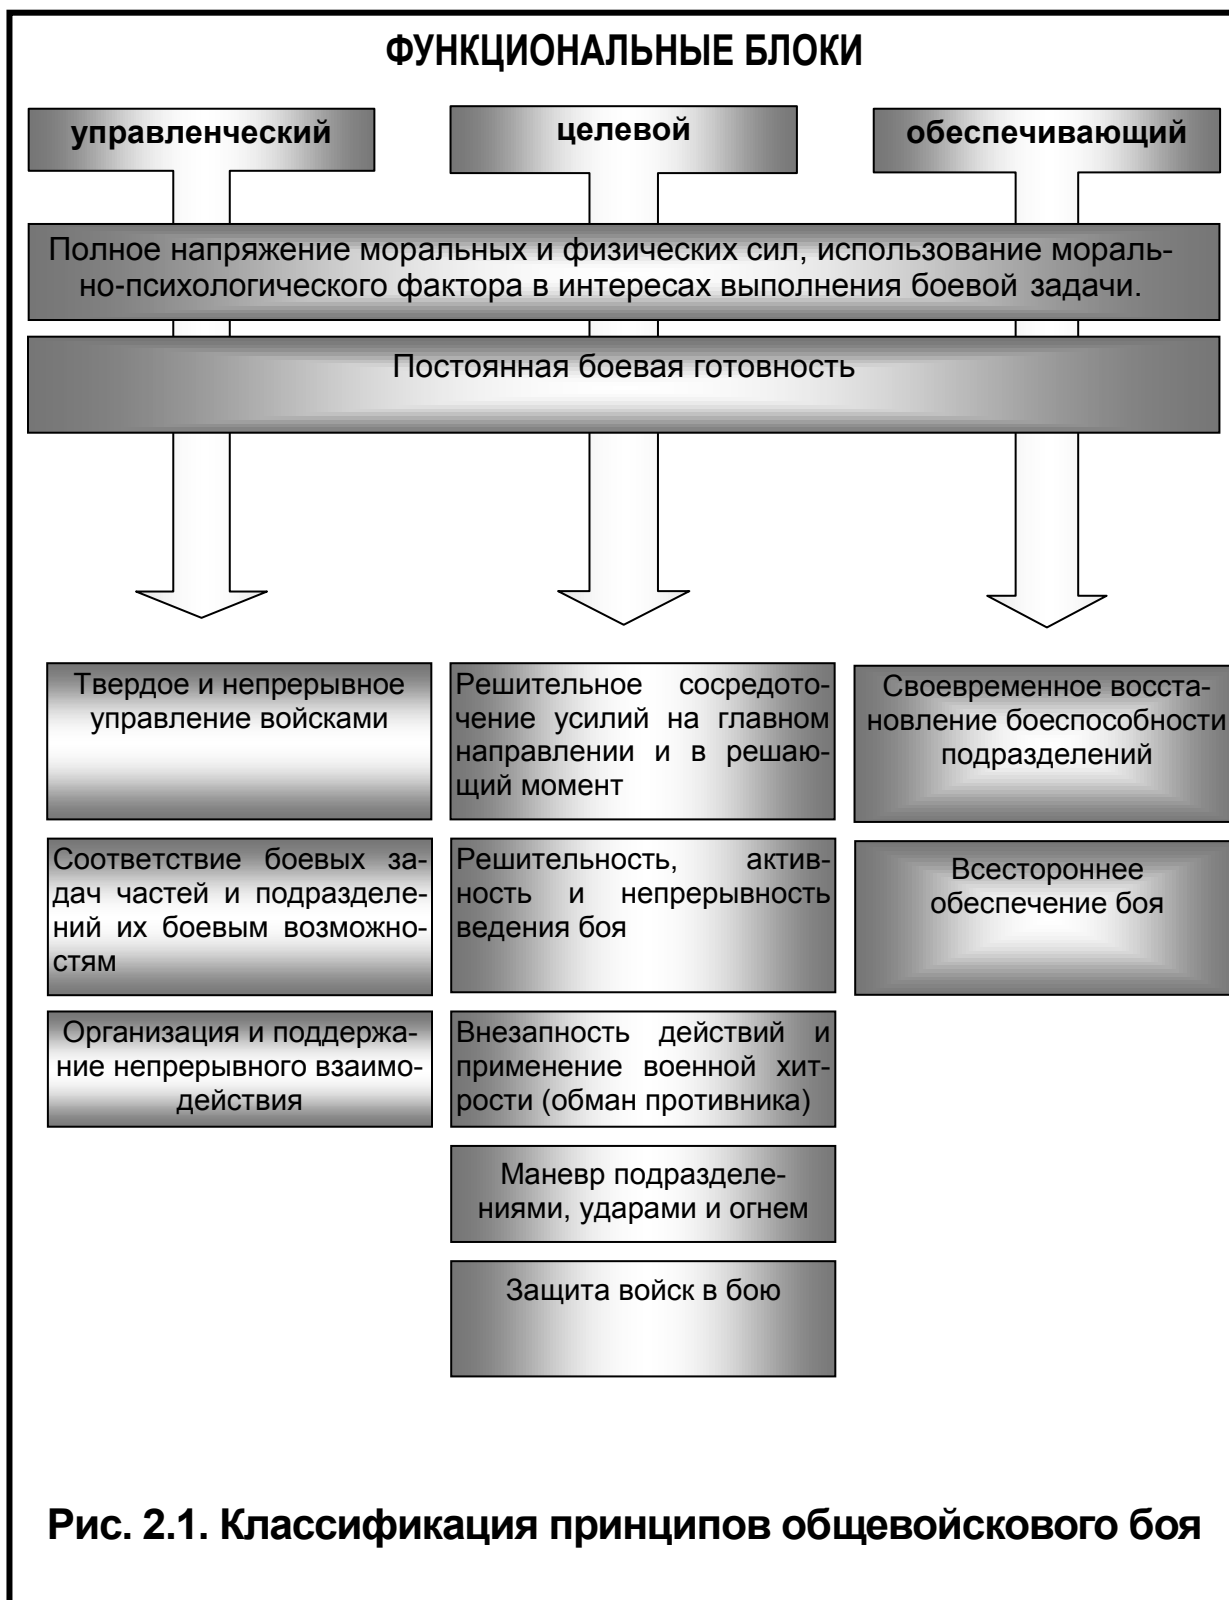 ФУНКЦИОНАЛЬНЫЕ БЛОКИ
управленческий
целевой
обеспечивающий
Полное напряжение моральных и физических сил, использование мораль-
но-психологического фактора в интересах выполнения боевой задачи.
Постоянная боевая готовность
Твердое и непрерывное
управление войсками
Соответствие боевых за-
дач частей и подразделе-
ний их боевым возможно-
стям
Организация и поддержа-
ние непрерывного взаимо-
действия
Решительное сосредото-
чение усилий на главном
направлении и в решаю-
щий момент
Решительность, актив-
ность и непрерывность
ведения боя
Внезапность действий и
применение военной хит-
рости (обман противника)
Маневр подразделе-
ниями, ударами и огнем
Защита войск в бою
Своевременное восста-
новление боеспособности
подразделений
Всестороннее
обеспечение боя
Рис. 2.1. Классификация принципов общевойскового боя